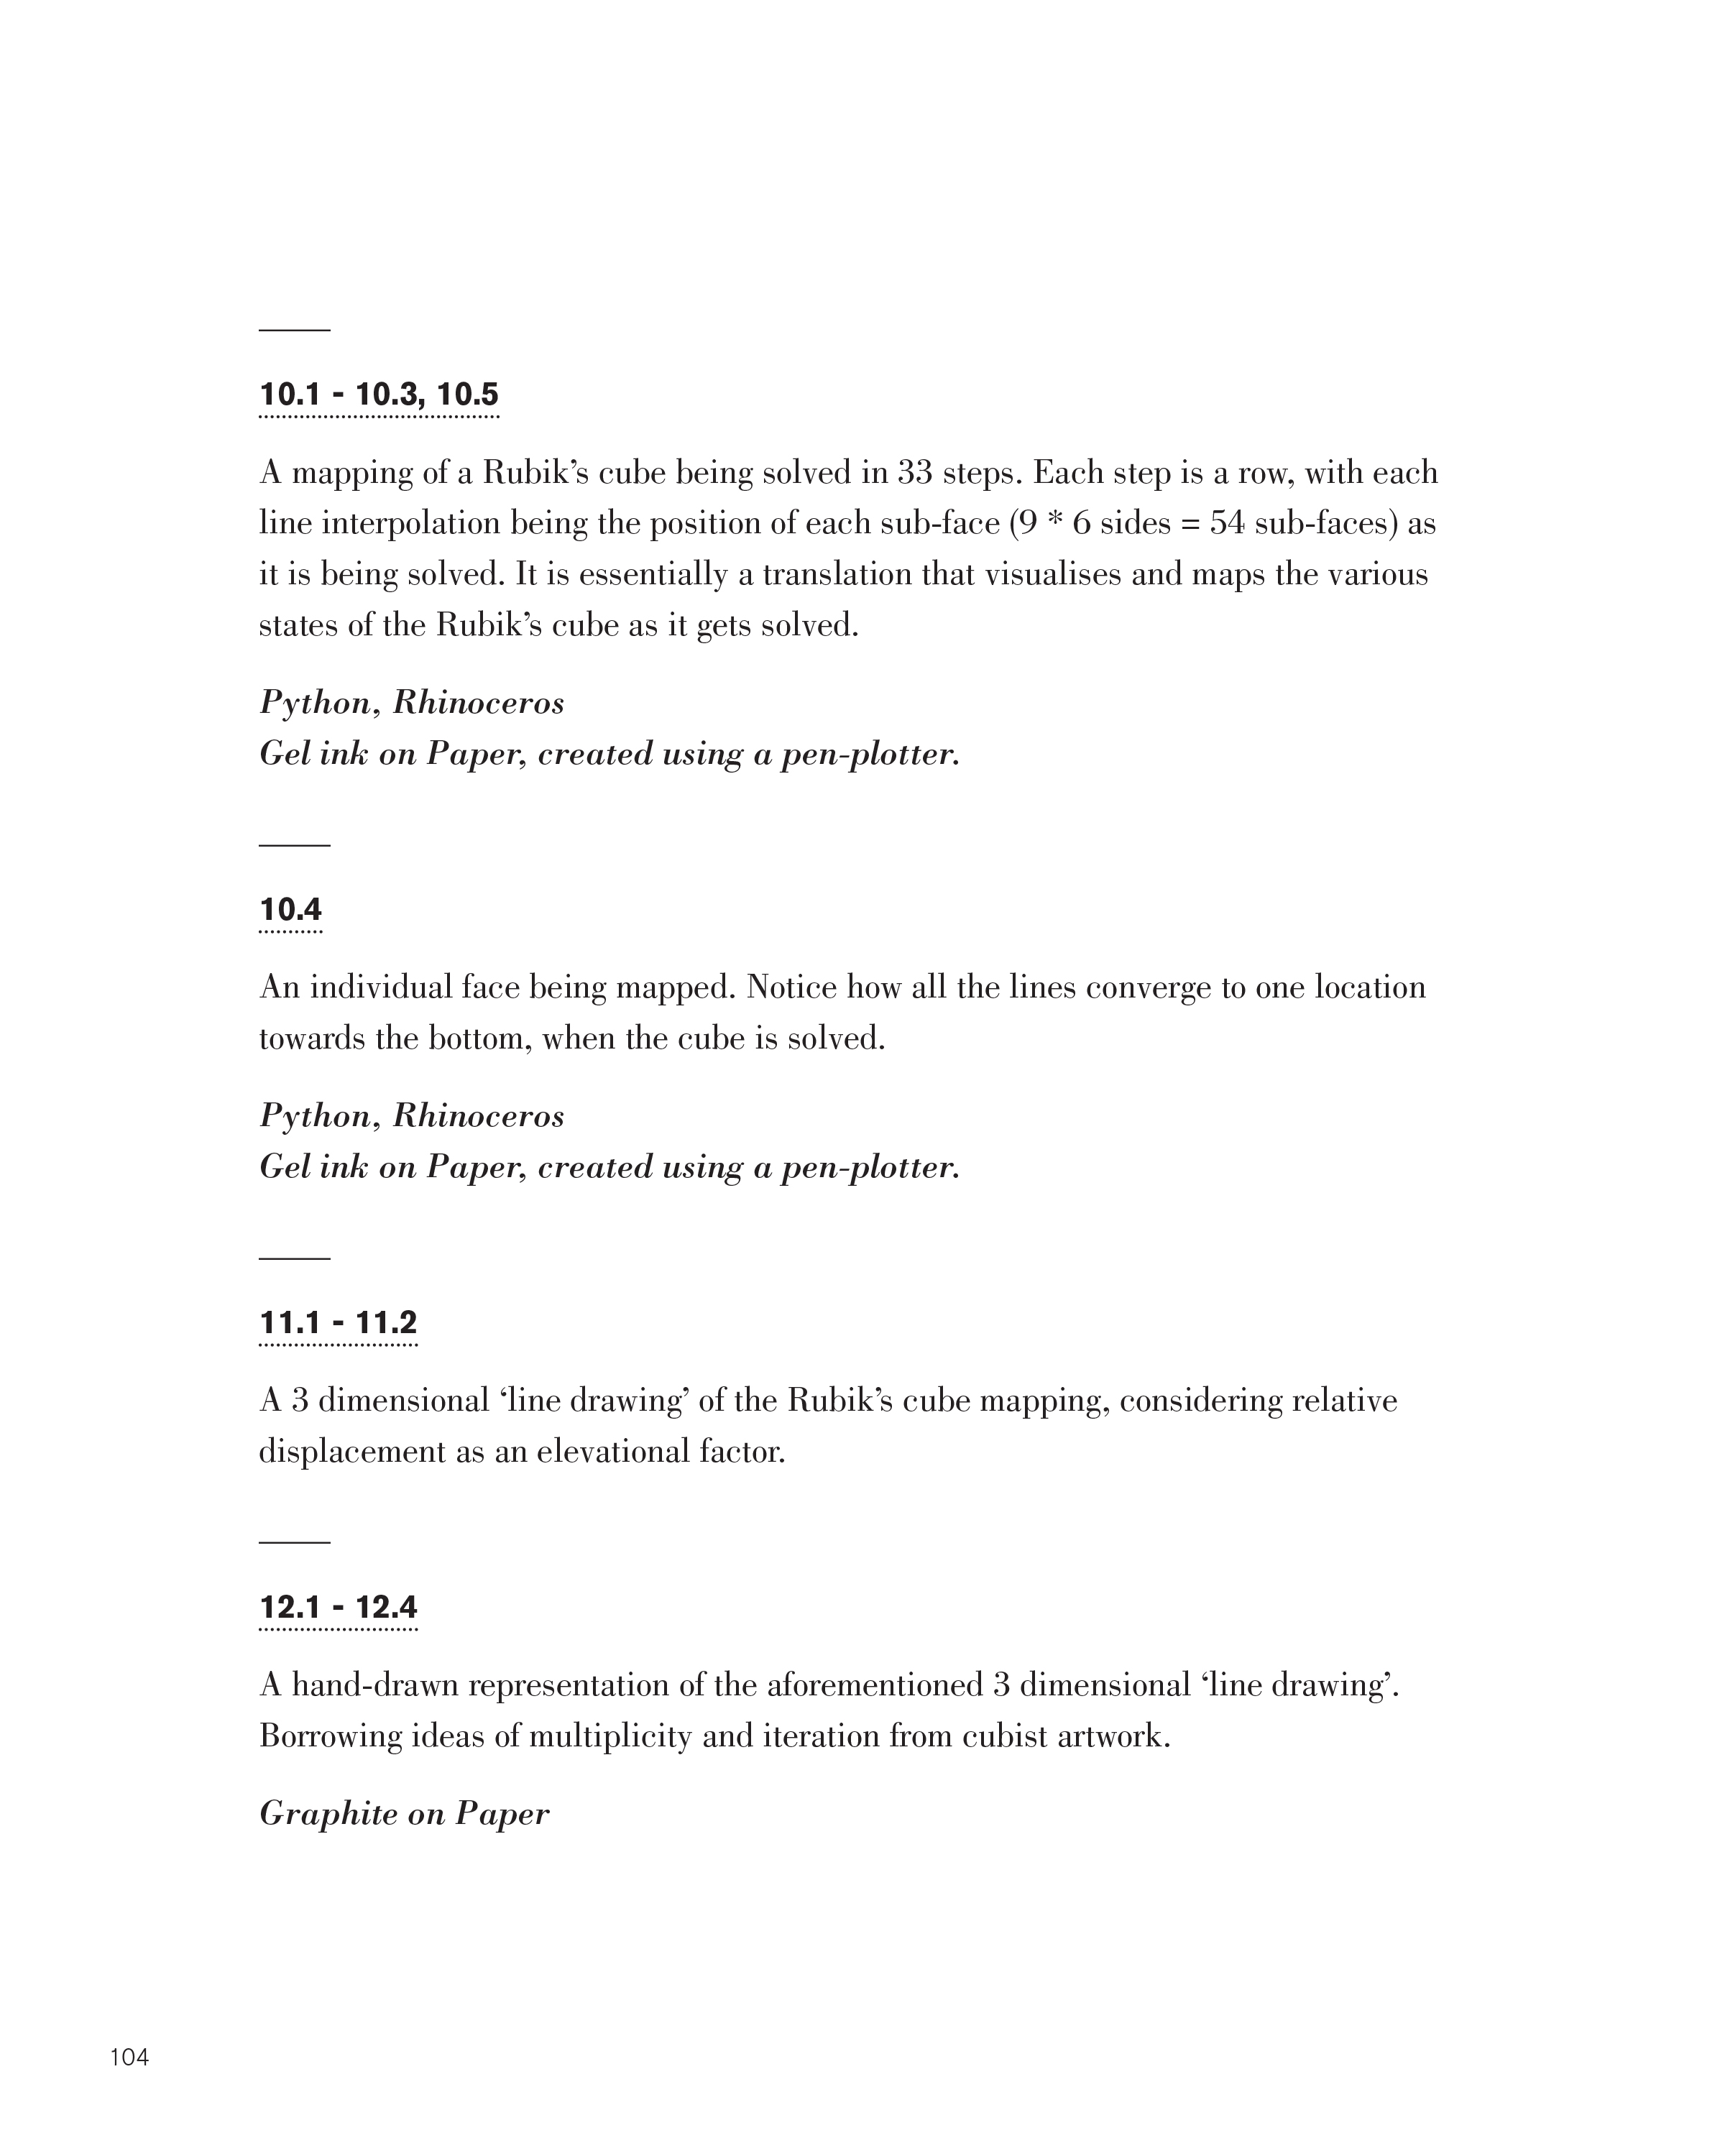 10.1 - 10.3, 10.5
A mapping of a Rubik’s cube being solved in 33 steps. Each step is a row, with each
line interpolation being the position of each sub-face (9 * 6 sides = 54 sub-faces) as
it is being solved. It is essentially a translation that visualises and maps the various
states of the Rubik’s cube as it gets solved.
Python, Rhinoceros
Gel ink on Paper, created using a pen-plotter.
10.4
An individual face being mapped. Notice how all the lines converge to one location
towards the bottom, when the cube is solved.
Python, Rhinoceros
Gel ink on Paper, created using a pen-plotter.
11.1 - 11.2
A 3 dimensional ‘line drawing’ of the Rubik’s cube mapping, considering relative
displacement as an elevational factor.
12.1 - 12.4
A hand-drawn representation of the aforementioned 3 dimensional ‘line drawing’.
Borrowing ideas of multiplicity and iteration from cubist artwork.
Graphite on Paper
104